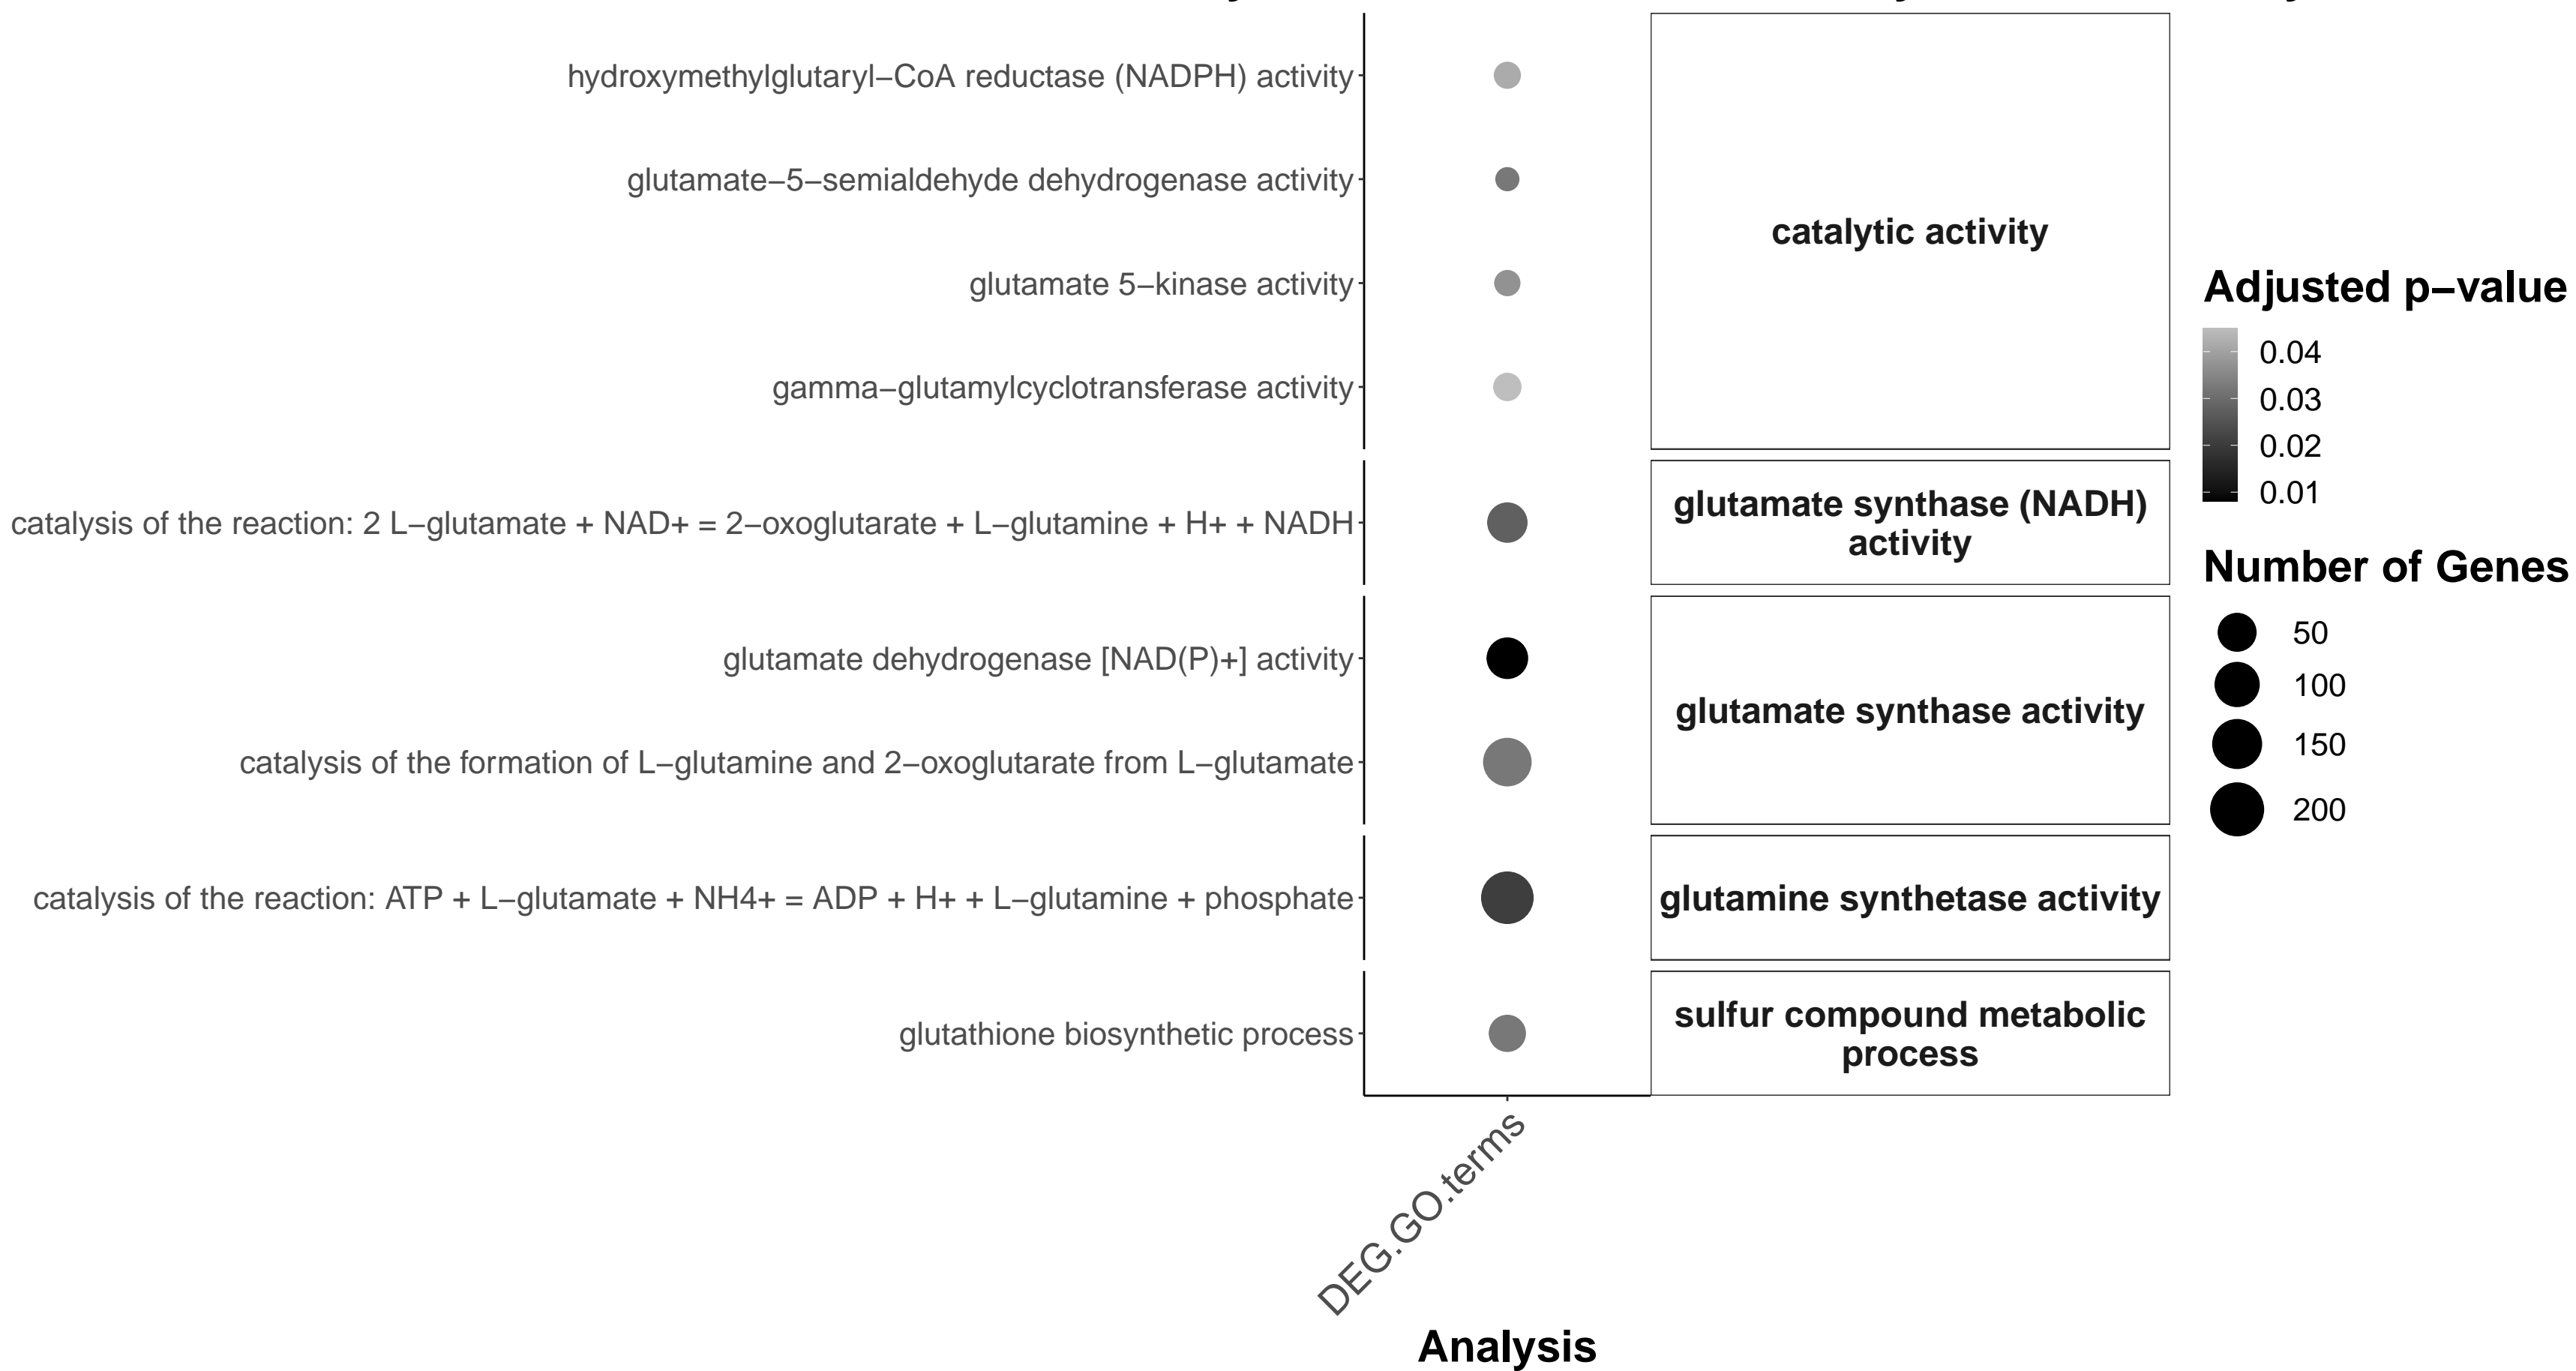 hydroxymethylglutaryl−CoA reductase (NADPH) activity
glutamate−5−semialdehyde dehydrogenase activity
glutamate 5−kinase activity
gamma−glutamylcyclotransferase activity
catalytic activity
catalysis of the reaction: 2 L−glutamate + NAD+ = 2−oxoglutarate + L−glutamine + H+ + NADH
glutamate synthase (NADH)
activity
glutamate dehydrogenase [NAD(P)+] activity
catalysis of the formation of L−glutamine and 2−oxoglutarate from L−glutamate
glutamate synthase activity
catalysis of the reaction: ATP + L−glutamate + NH4+ = ADP + H+ + L−glutamine + phosphate
glutamine synthetase activity
glutathione biosynthetic process
sulfur compound metabolic
process
DEG.GO.terms
Analysis
Adjusted p−value
0.04
0.03
0.02
0.01
Number of Genes
50
100
150
200